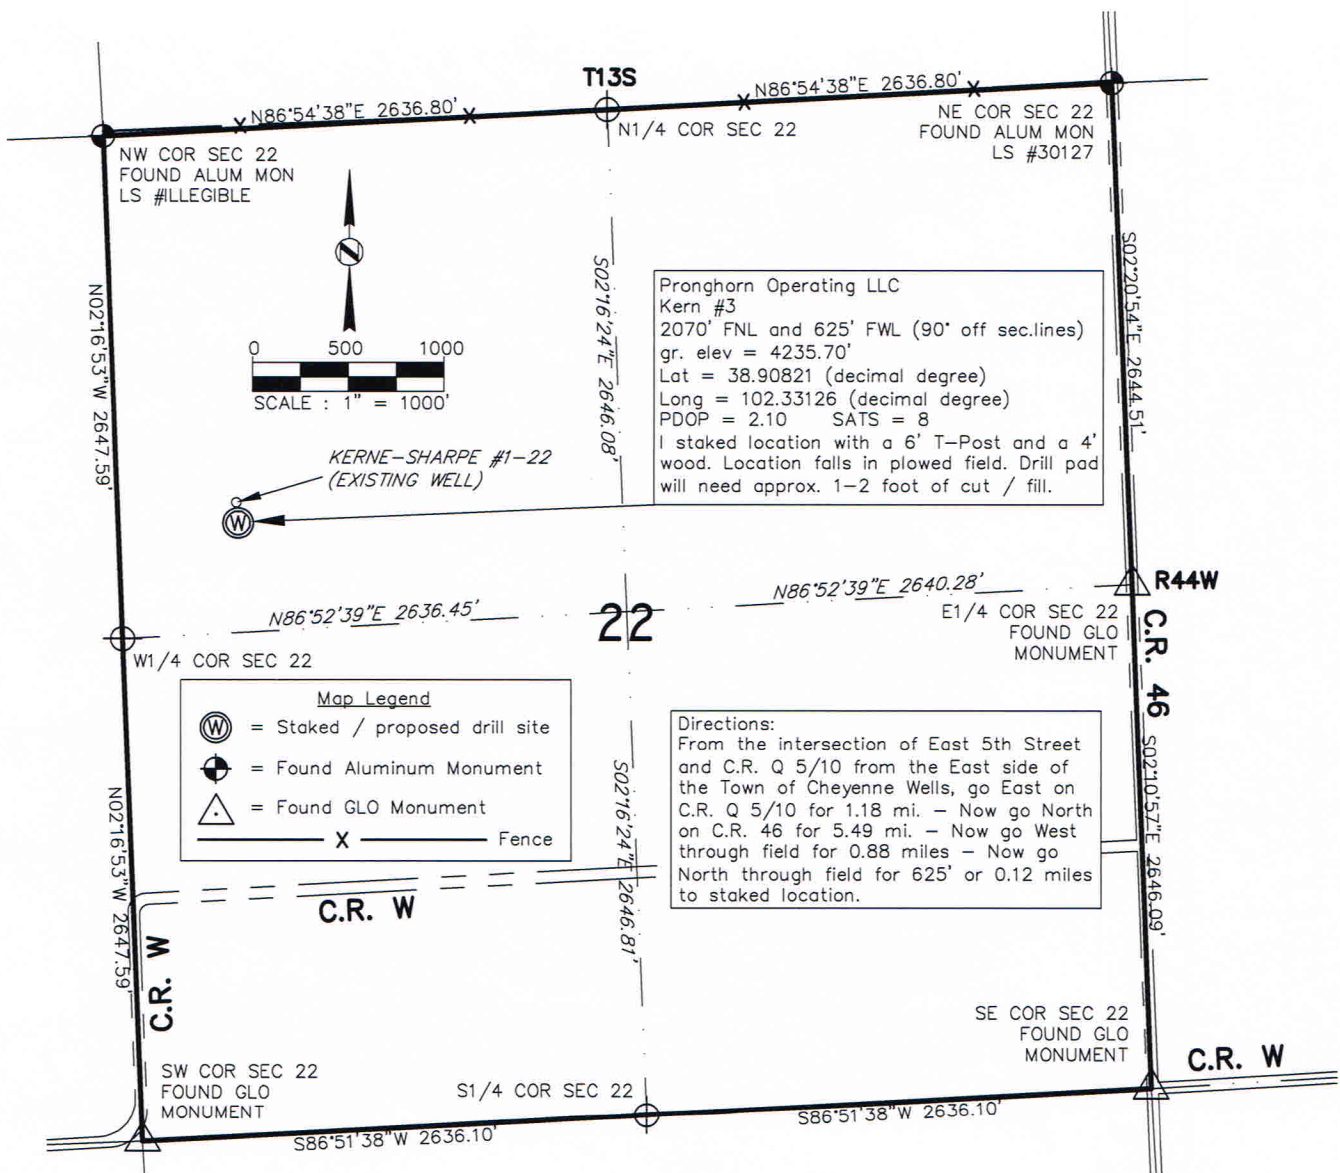 T13S
N86°54'38"E 2636.80'
N86°54'38"E 2636.80'
N1/4 COR SEC 22
NE COR SEC 22
FOUND ALUM MON
LS #30127
NW COR SEC 22
FOUND ALUM MON
LS #ILLEGIBLE
N
0 500 1000
SCALE : 1" = 1000'
N02°16'53"W 2647.59'
S02°16'24"E 2646.08'
S02°20'54"E 2644.51'
Pronghorn Operating LLC
Kern #3
2070' FNL and 625' FWL (90° off sec.lines)
gr. elev = 4235.70'
Lat = 38.90821 (decimal degree)
Long = 102.33126 (decimal degree)
PDOP = 2.10 SATS = 8
I staked location with a 6' T-Post and a 4'
wood. Location falls in plowed field. Drill pad
will need approx. 1-2 foot of cut / fill.
KERNE-SHARPE #1-22
(EXISTING WELL)
W
R44W
N86°52'39"E 2636.45'
22
N86°52'39"E 2640.28'
E1/4 COR SEC 22
FOUND GLO
MONUMENT
C.R. 46
W1/4 COR SEC 22
Map Legend
W = Staked / proposed drill site
= Found Aluminum Monument
= Found GLO Monument
X Fence
Directions:
From the intersection of East 5th Street
and C.R. Q 5/10 from the East side of
the Town of Cheyenne Wells, go East on
C.R. Q 5/10 for 1.18 mi. - Now go North
on C.R. 46 for 5.49 mi. - Now go West
through field for 0.88 miles - Now go
North through field for 625' or 0.12 miles
to staked location.
N02°16'53"W 2647.59'
S02°16'24"E 2646.81'
S02°10'57"E 2646.09'
C.R. W
C.R. W
SE COR SEC 22
FOUND GLO
MONUMENT
C.R. W
SW COR SEC 22
FOUND GLO
MONUMENT
S1/4 COR SEC 22
S86°51'38"W 2636.10'
S86°51'38"W 2636.10'